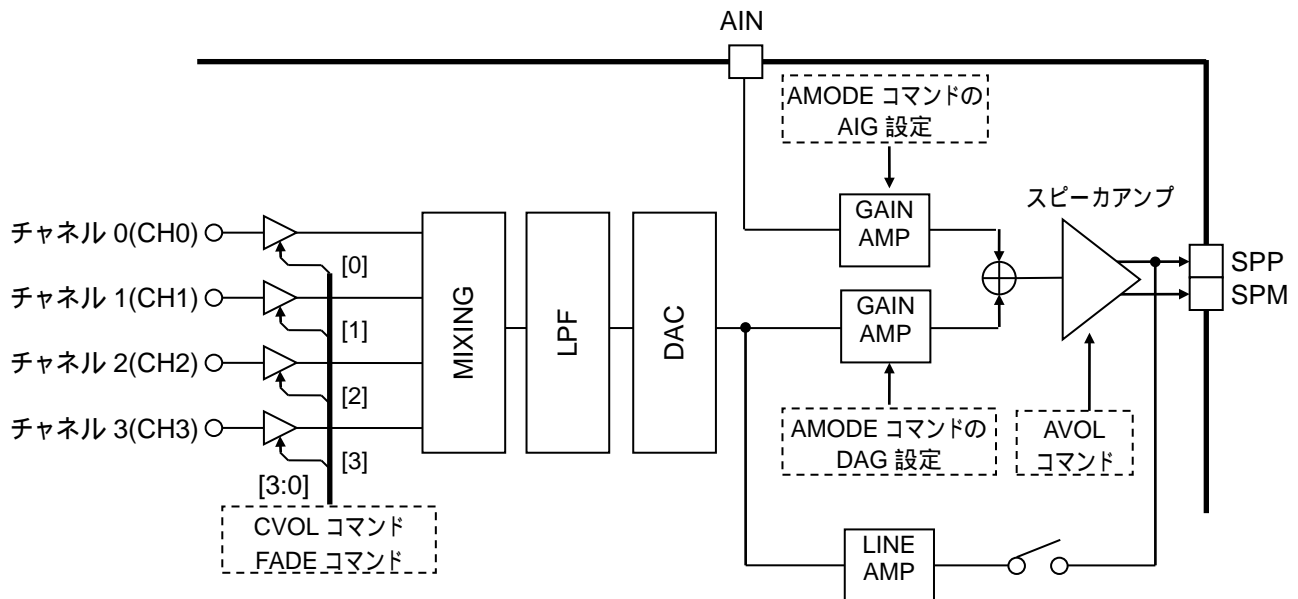 AIN
AMODE コマンドの
AIG 設定
スピーカアンプ
チャネル 0(CH0)
[0]
GAIN
AMP
SPP
チャネル 1(CH1)
[1]
SPM
MIXING
LPF
DAC
GAIN
AMP
チャネル 2(CH2)
[2]
チャネル 3(CH3)
[3]
AMODE コマンドの
DAG 設定
AVOL
コマンド
[3:0]
CVOL コマンド
FADE コマンド
LINE
AMP